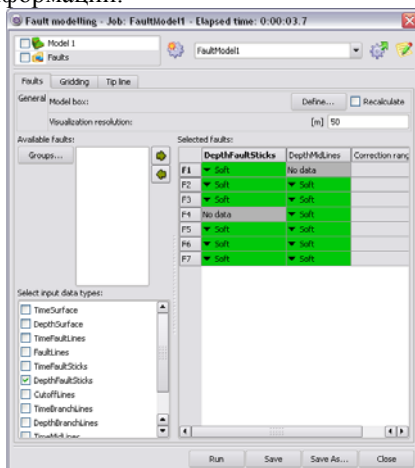 формации.
Fault modelling - Job: FaultModel1 - Elapsed time: 0:00:03.7
Model 1
Faults
FaultModel1
Faults Gridding Tip line
General Model box: Define... Recalculate
Visualization resolution: [m] 50
Available faults: Selected faults:
Groups...
DepthFaultSticks DepthMidLines Correction rang
F1 Soft No data
F2 Soft Soft
F3 Soft Soft
F4 No data Soft
F5 Soft Soft
F6 Soft Soft
F7 Soft Soft
Select input data types:
TimeSurface
DepthSurface
TimeFaultLines
FaultLines
TimeFaultSticks
DepthFaultSticks
CutoffLines
TimeBranchLines
DepthBranchLines
TimeMidLines
Run Save Save As... Close